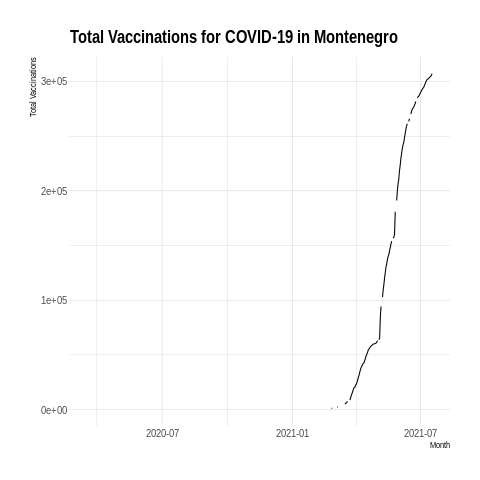 Total Vaccinations for COVID-19 in Montenegro
Total Vaccinations
3e+05
2e+05
1e+05
0e+00
2020-07 2021-01 2021-07
Month